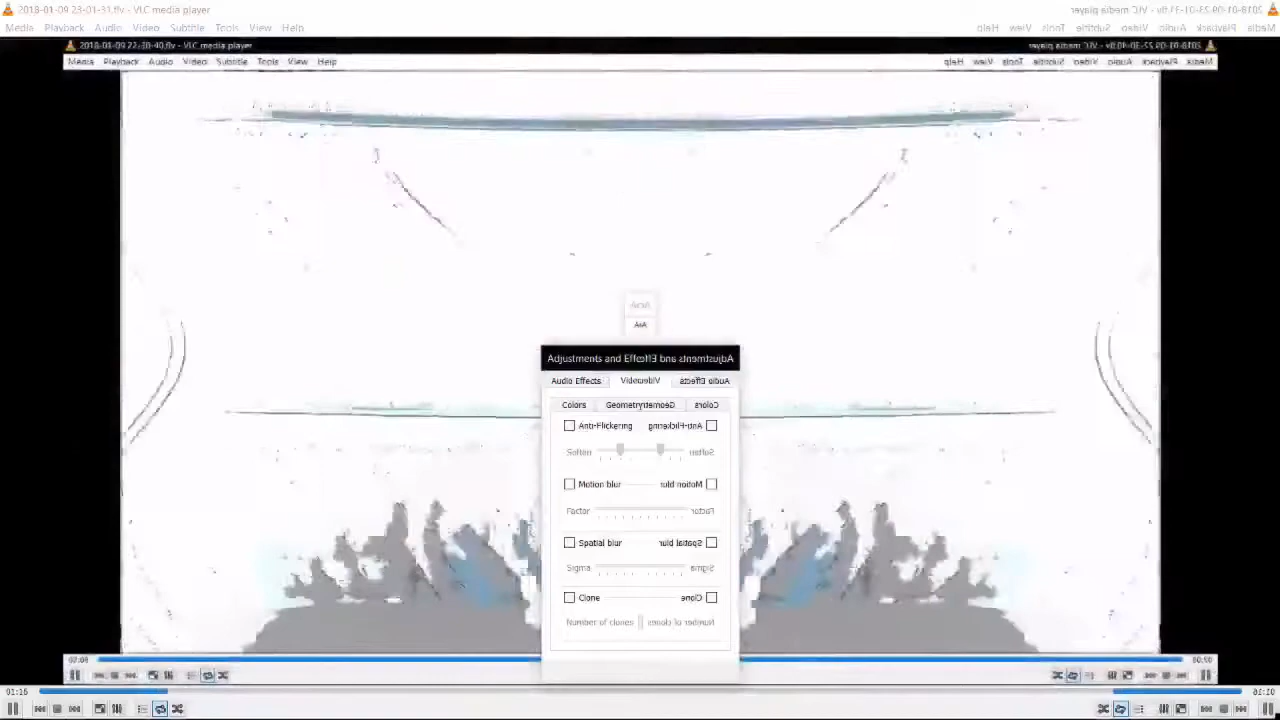 2018-01-09 23-01-31.flv - VLC media player
Media Playback Audio Video Subtitle Tools View Help
2018-01-09 22-30-40.flv - VLC media player
Media Playback Audio Video Subtitle Tools View Help
Adjustments and Effe
Audio Effects Video
Colors Geometry
Anti-Flickering
Soften
Motion blur
Factor
Spatial blur
Sigma
Clone
Number of clones
01:16